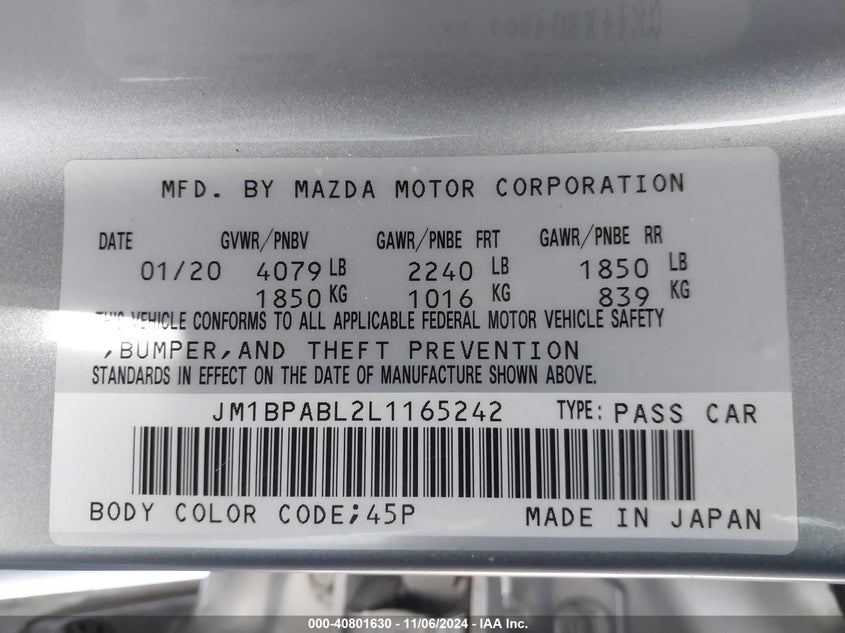 MFD. BY MAZDA MOTOR CORPORATION
DATE GVWR/PNBV GAWR/PNBE FRT GAWR/PNBE RR
01/20 4079 LB 2240 LB 1850 LB
1850 KG 1016 KG 839 KG
THIS VEHICLE CONFORMS TO ALL APPLICABLE FEDERAL MOTOR VEHICLE SAFETY
,BUMPER,AND THEFT PREVENTION
STANDARDS IN EFFECT ON THE DATE OF MANUFACTURE SHOWN ABOVE.
JM1BPABL2L1165242 TYPE: PASS CAR
BODY COLOR CODE;45P MADE IN JAPAN
000-40801630 - 11/06/2024 - IAA Inc.